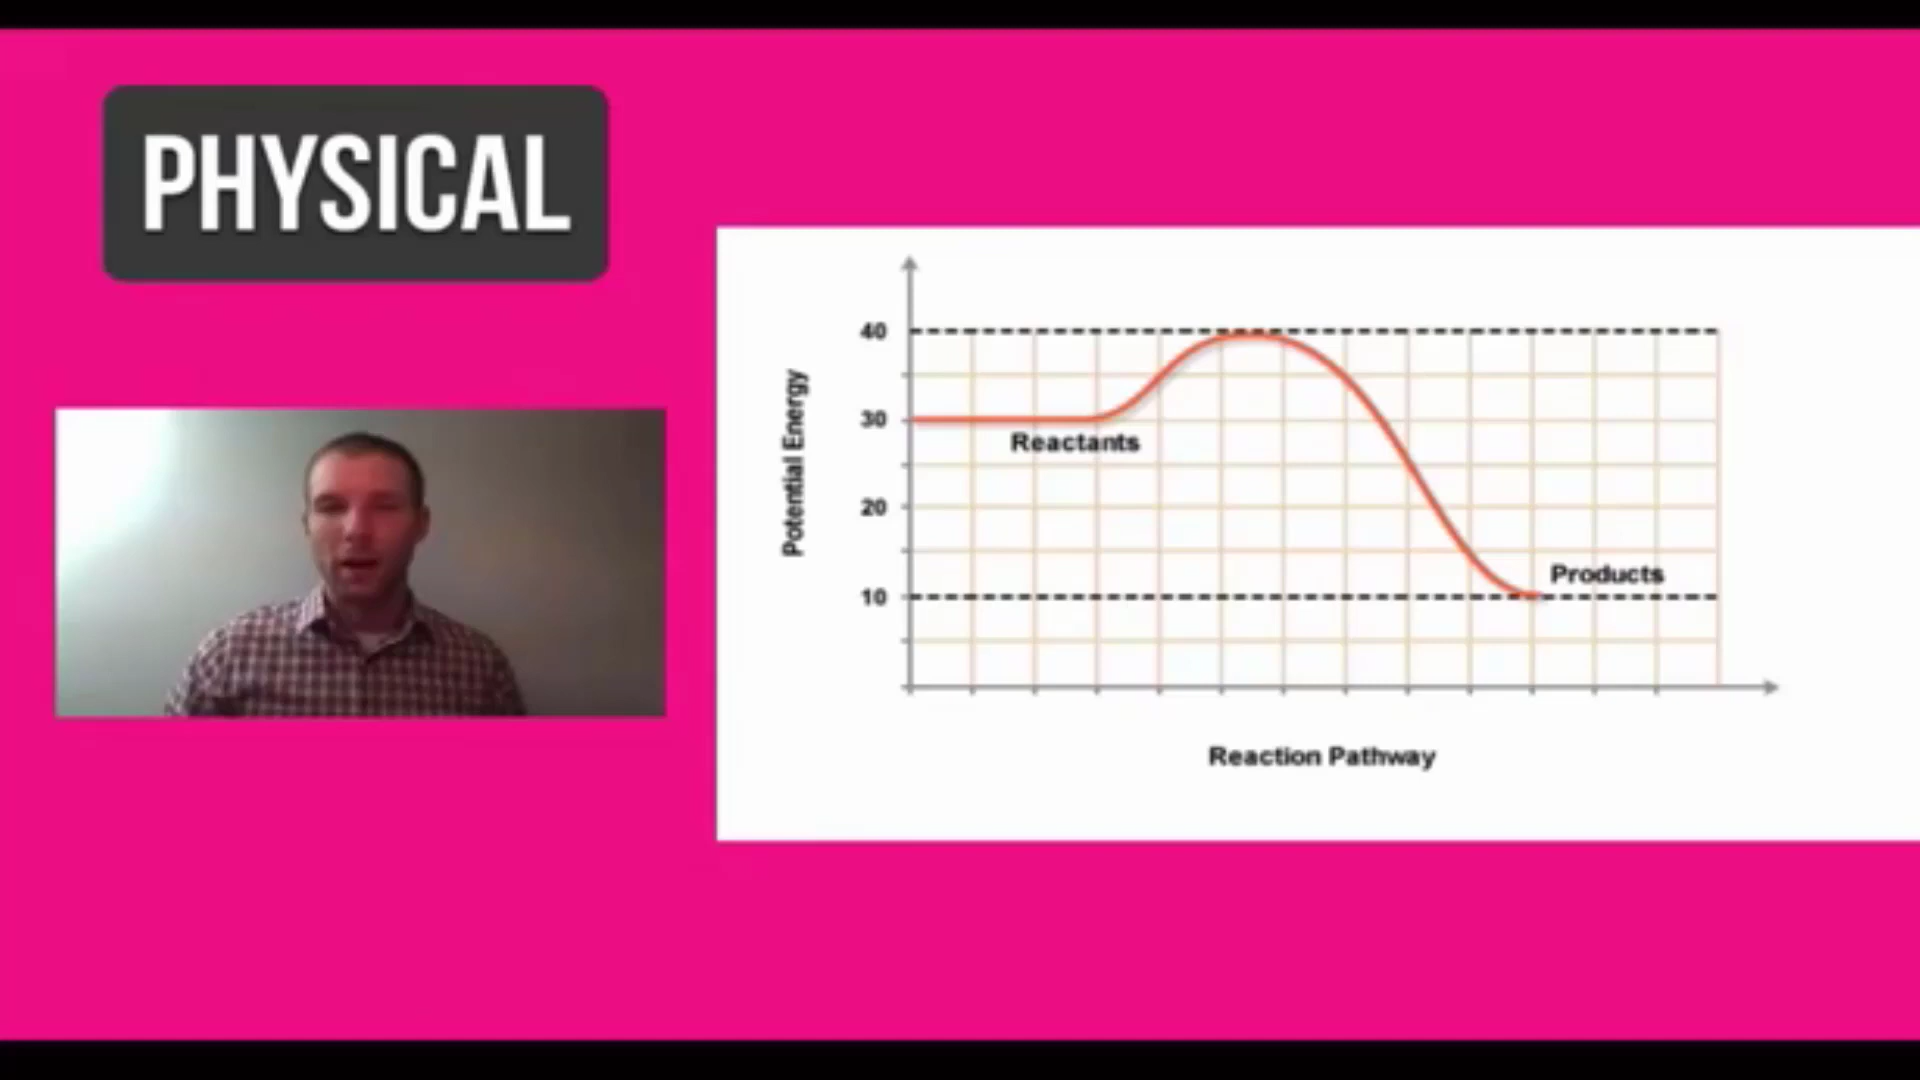 PHYSICAL
40
30
20
10
Potential Energy
Reactants
Products
Reaction Pathway